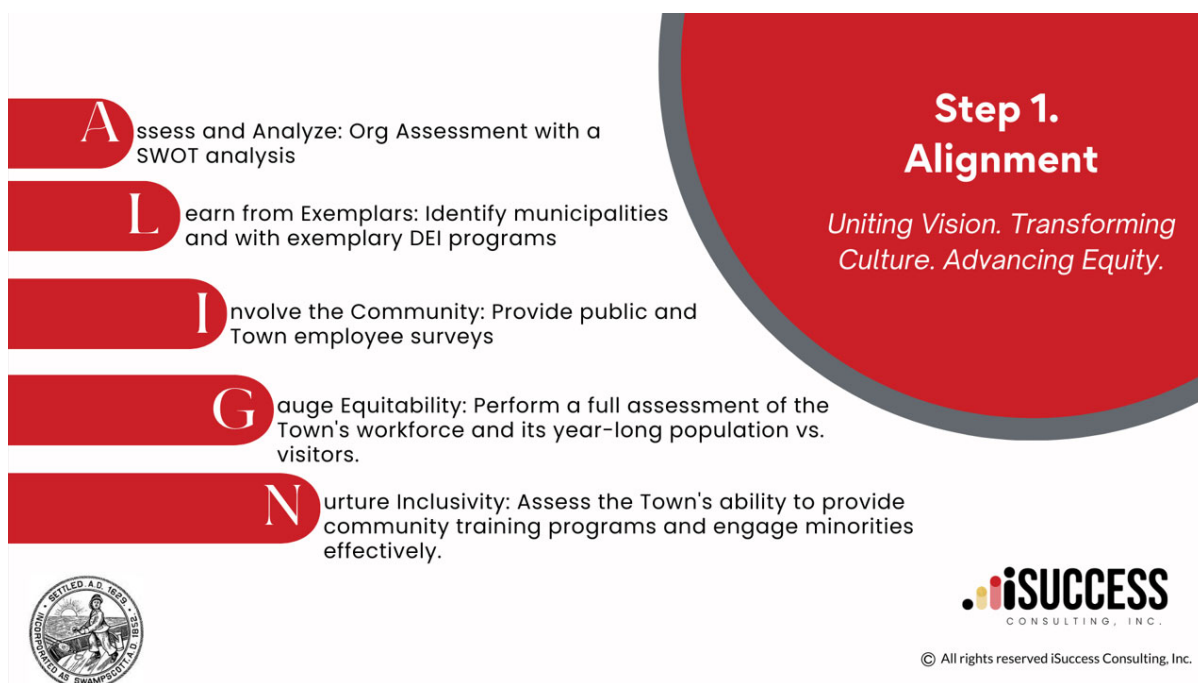 Step 1.
Alignment
Uniting Vision. Transforming
Culture. Advancing Equity.
Assess and Analyze: Org Assessment with a
SWOT analysis
Learn from Exemplars: Identify municipalities
and with exemplary DEI programs
Involve the Community: Provide public and
Town employee surveys
Gauge Equitability: Perform a full assessment of the
Town's workforce and its year-long population vs.
visitors.
Nurture Inclusivity: Assess the Town's ability to provide
community training programs and engage minorities
effectively.
SETTLED. A.D. 1629.
INCORPORATED AS SWAMPSCOTT. A.D. 1852.
iSUCCESS
CONSULTING, INC.
© All rights reserved iSuccess Consulting, Inc.